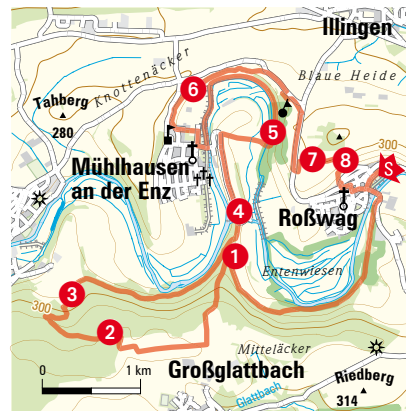 Illingen
Knottenäcker
Blaue Heide
6
Tahberg
280
5
7
8
S
Mühlhausen
an der Enz
4
Roßwag
1
Entenwiesen
3
300
2
Mitteläcker
0
1 km
Großglattbach
Riedberg
314
Glattbach